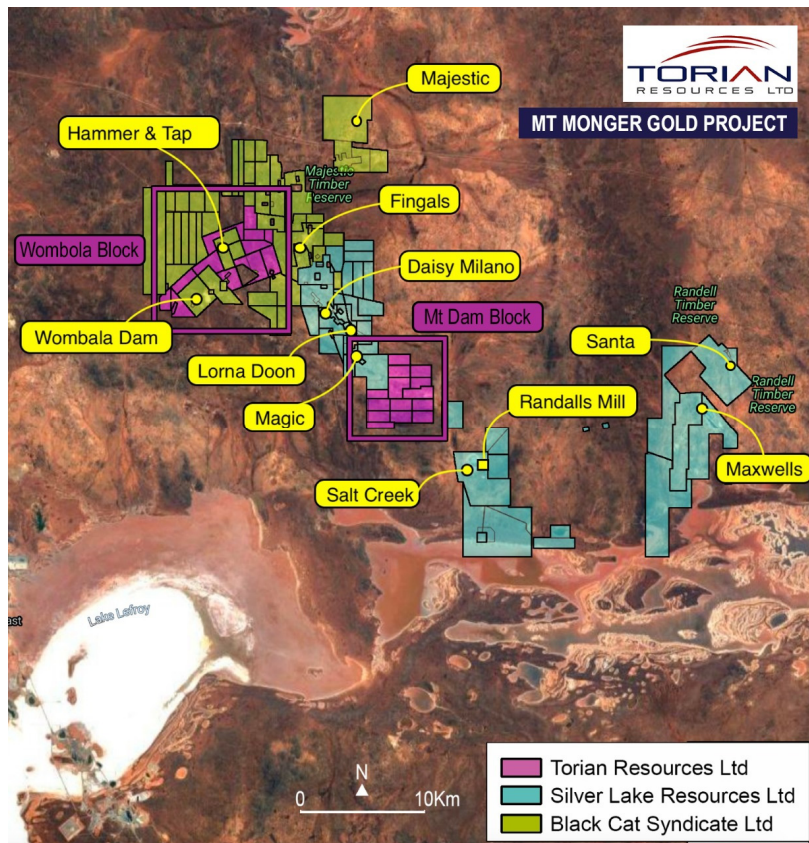 TORIAN
RESOURCES LTD
MT MONGER GOLD PROJECT
Majestic
Hammer & Tap
Majestic
Timber
Reserve
Fingals
Wombola Block
Daisy Milano
Mt Dam Block
Randell
Timber
Reserve
Wombala Dam
Santa
Lorna Doon
Randell
Timber
Reserve
Randalls Mill
Magic
Maxwells
Salt Creek
Lake Lefroy
ast
N
0 10Km
Torian Resources Ltd
Silver Lake Resources Ltd
Black Cat Syndicate Ltd